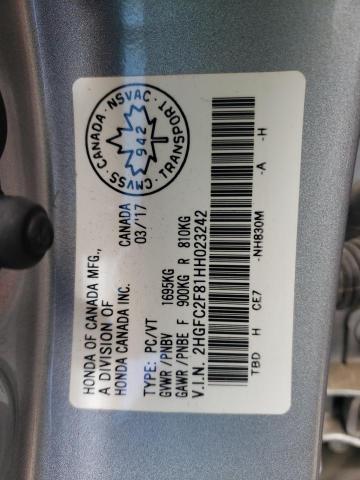 HONDA OF CANADA MFG.,
A DIVISION OF
HONDA CANADA INC.
CANADA
03/'17
TYPE: PC/VT
GVWR/PNBV 1695KG
GAWR/PNBE F 900KG R 810KG
V.I.N. 2HGFC2F81HH023242
TBD H CE7 -NH830M -A -H
CANADA · NSVAC · TRANSPORT · CMVSS ·
942